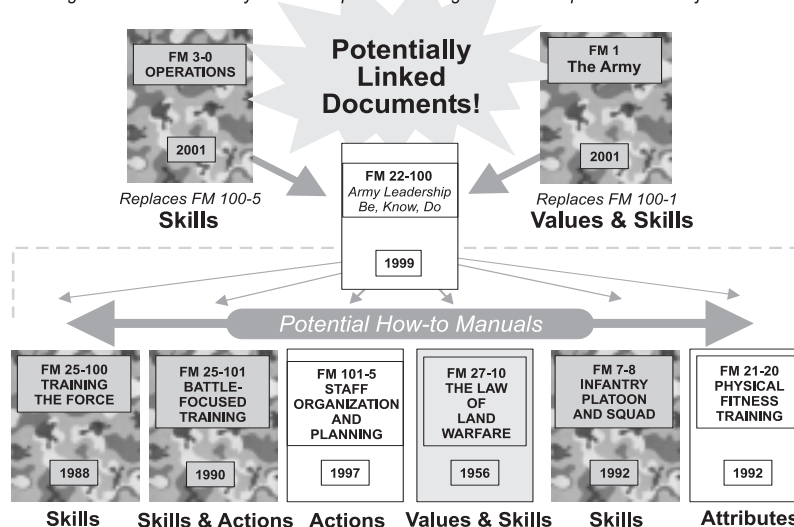 Potentially
Linked
Documents!
FM 3-0
OPERATIONS
2001
Replaces FM 100-5
Skills
FM 1
The Army
2001
Replaces FM 100-1
Values & Skills
FM 22-100
Army Leadership
Be, Know, Do
1999
Potential How-to Manuals
FM 25-100
TRAINING
THE FORCE
1988
Skills
FM 25-101
BATTLE-
FOCUSED
TRAINING
1990
Skills & Actions
FM 101-5
STAFF
ORGANIZATION
AND
PLANNING
1997
Actions
FM 27-10
THE LAW
OF
LAND
WARFARE
1956
Values & Skills
FM 7-8
INFANTRY
PLATOON
AND SQUAD
1992
Skills
FM 21-20
PHYSICAL
FITNESS
TRAINING
1992
Attributes